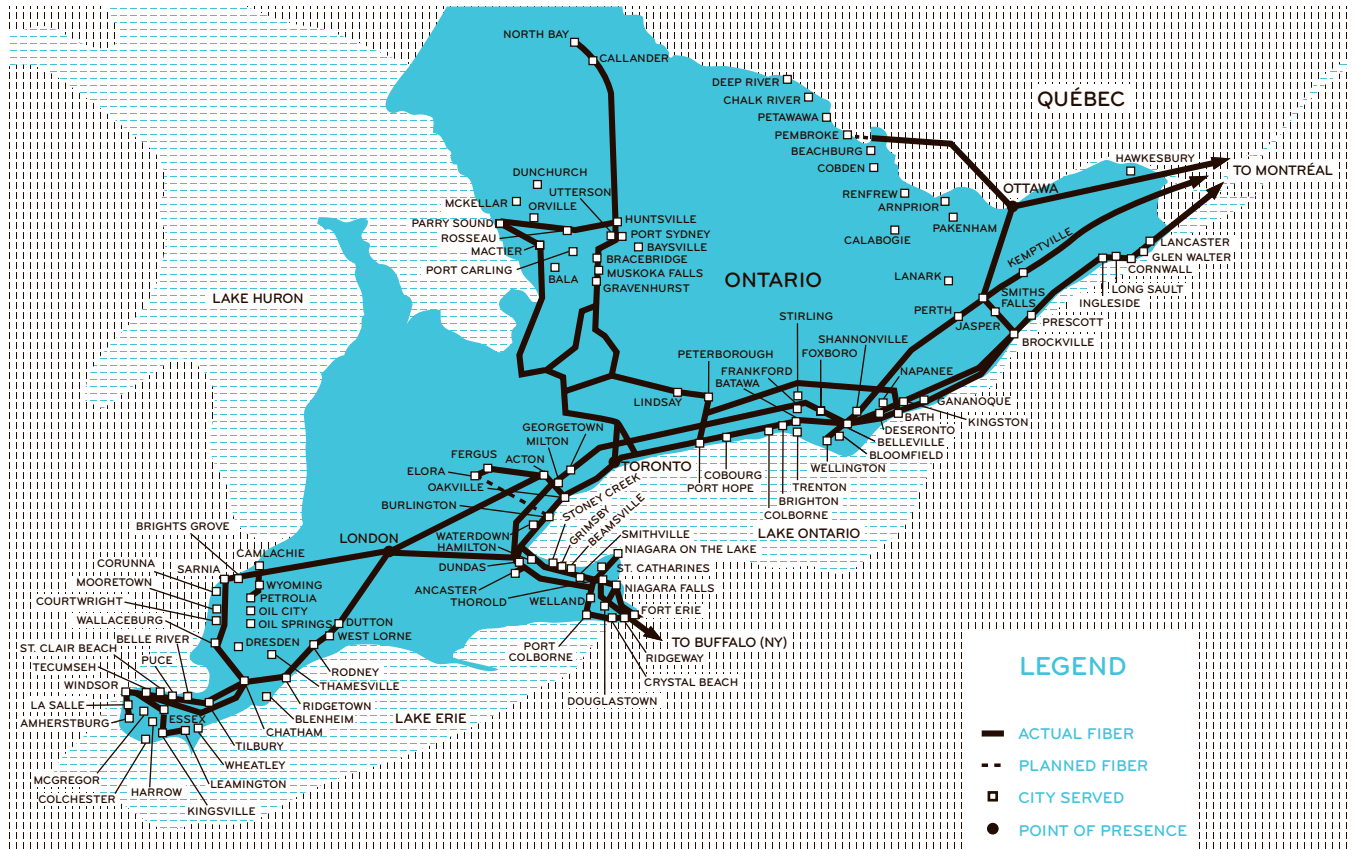 NORTH BAY
CALLANDER
DEEP RIVER
CHALK RIVER
QUÉBEC
PETAWAWA
PEMBROKE
BEACHBURG
COBDEN
HAWKESBURY
TO MONTRÉAL
DUNCHURCH
UTTERSON
MCKELLAR
ORVILLE
RENFREW
ARNPRIOR
OTTAWA
PARRY SOUND
HUNTSVILLE
ROSSEAU
PORT SYDNEY
PAKENHAM
CALABOGIE
MACTIER
BAYSVILLE
KEMPTVILLE
LANCASTER
BRACEBRIDGE
GLEN WALTER
PORT CARLING
MUSKOKA FALLS
CORNWALL
BALA
ONTARIO
LANARK
GRAVENHURST
LONG SAULT
LAKE HURON
SMITHS
FALLS
INGLESIDE
PERTH
STIRLING
JASPER
PRESCOTT
SHANNONVILLE
BROCKVILLE
PETERBOROUGH
FOXBORO
FRANKFORD
NAPANEE
BATAWA
LINDSAY
GANANOQUE
BATH
KINGSTON
GEORGETOWN
DESERONTO
MILTON
BELLEVILLE
FERGUS
ACTON
BLOOMFIELD
ELORA
TORONTO
WELLINGTON
COBOURG
OAKVILLE
PORT HOPE
TRENTON
STONEY CREEK
BRIGHTON
BURLINGTON
GRIMSBY
COLBORNE
BEAMSVILLE
BRIGHTS GROVE
LAKE ONTARIO
WATERDOWN
SMITHVILLE
LONDON
HAMILTON
NIAGARA ON THE LAKE
CAMLACHIE
CORUNNA
SARNIA
DUNDAS
ST. CATHARINES
MOORETOWN
WYOMING
ANCASTER
NIAGARA FALLS
PETROLIA
COURTWRIGHT
THOROLD
WELLAND
OIL CITY
FORT ERIE
WALLACEBURG
OIL SPRINGS
DUTTON
BELLE RIVER
WEST LORNE
TO BUFFALO (NY)
ST. CLAIR BEACH
DRESDEN
PORT
COLBORNE
PUCE
RIDGEWAY
TECUMSEH
RODNEY
LEGEND
WINDSOR
THAMESVILLE
CRYSTAL BEACH
LA SALLE
RIDGETOWN
DOUGLASTOWN
AMHERSTBURG
ESSEX
BLENHEIM
LAKE ERIE
CHATHAM
ACTUAL FIBER
TILBURY
WHEATLEY
PLANNED FIBER
MCGREGOR
LEAMINGTON
HARROW
COLCHESTER
CITY SERVED
KINGSVILLE
POINT OF PRESENCE